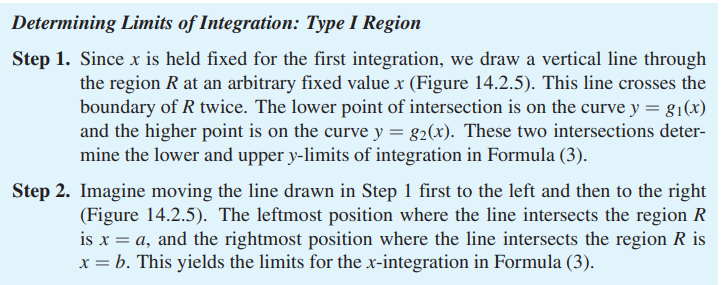 Determining Limits of Integration: Type I Region
Step 1. Since x is held fixed for the first integration, we draw a vertical line through
the region R at an arbitrary fixed value x (Figure 14.2.5). This line crosses the
boundary of R twice. The lower point of intersection is on the curve y = g₁(x)
and the higher point is on the curve y = g₂(x). These two intersections deter-
mine the lower and upper y-limits of integration in Formula (3).
Step 2. Imagine moving the line drawn in Step 1 first to the left and then to the right
(Figure 14.2.5). The leftmost position where the line intersects the region R
is x = a, and the rightmost position where the line intersects the region R is
x = b. This yields the limits for the x-integration in Formula (3).